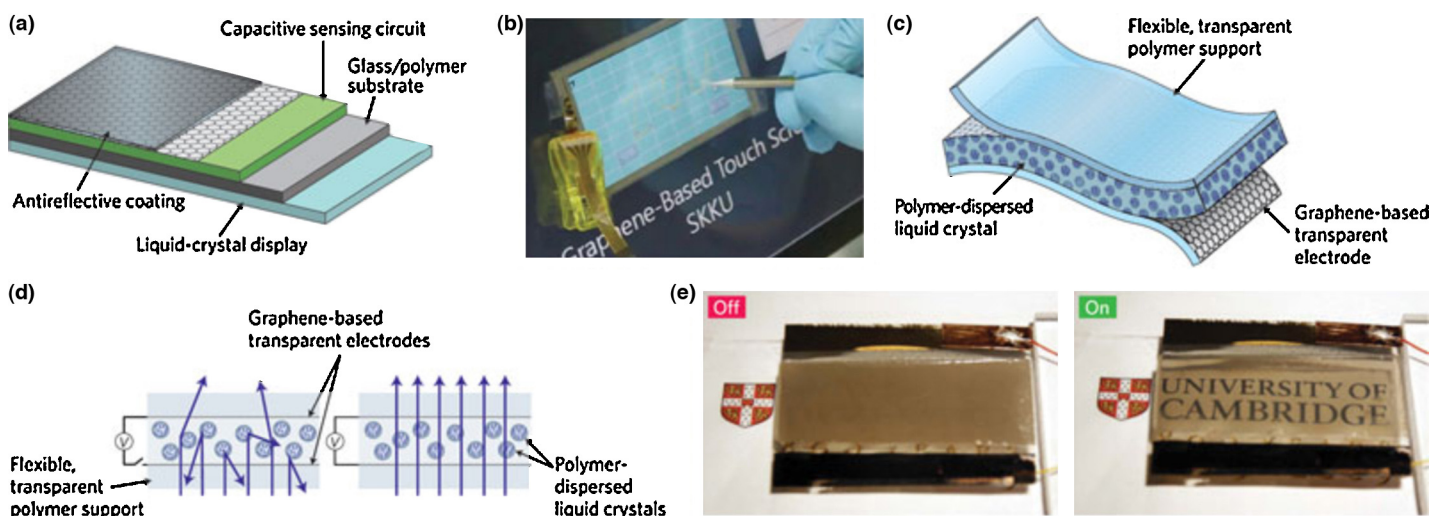 (a)
Capacitive sensing circuit
Glass/polymer
substrate
Antireflective coating
Liquid-crystal display
(b)
Graphene-Based Touch
SKKU
(c)
Flexible, transparent
polymer support
Polymer-dispersed
liquid crystal
Graphene-based
transparent
electrode
(d)
Graphene-based
transparent electrodes
V
V
Flexible,
transparent
polymer support
Polymer-
dispersed
liquid crystals
(e)
Off
On
UNIVERSITY OF
CAMBRIDGE